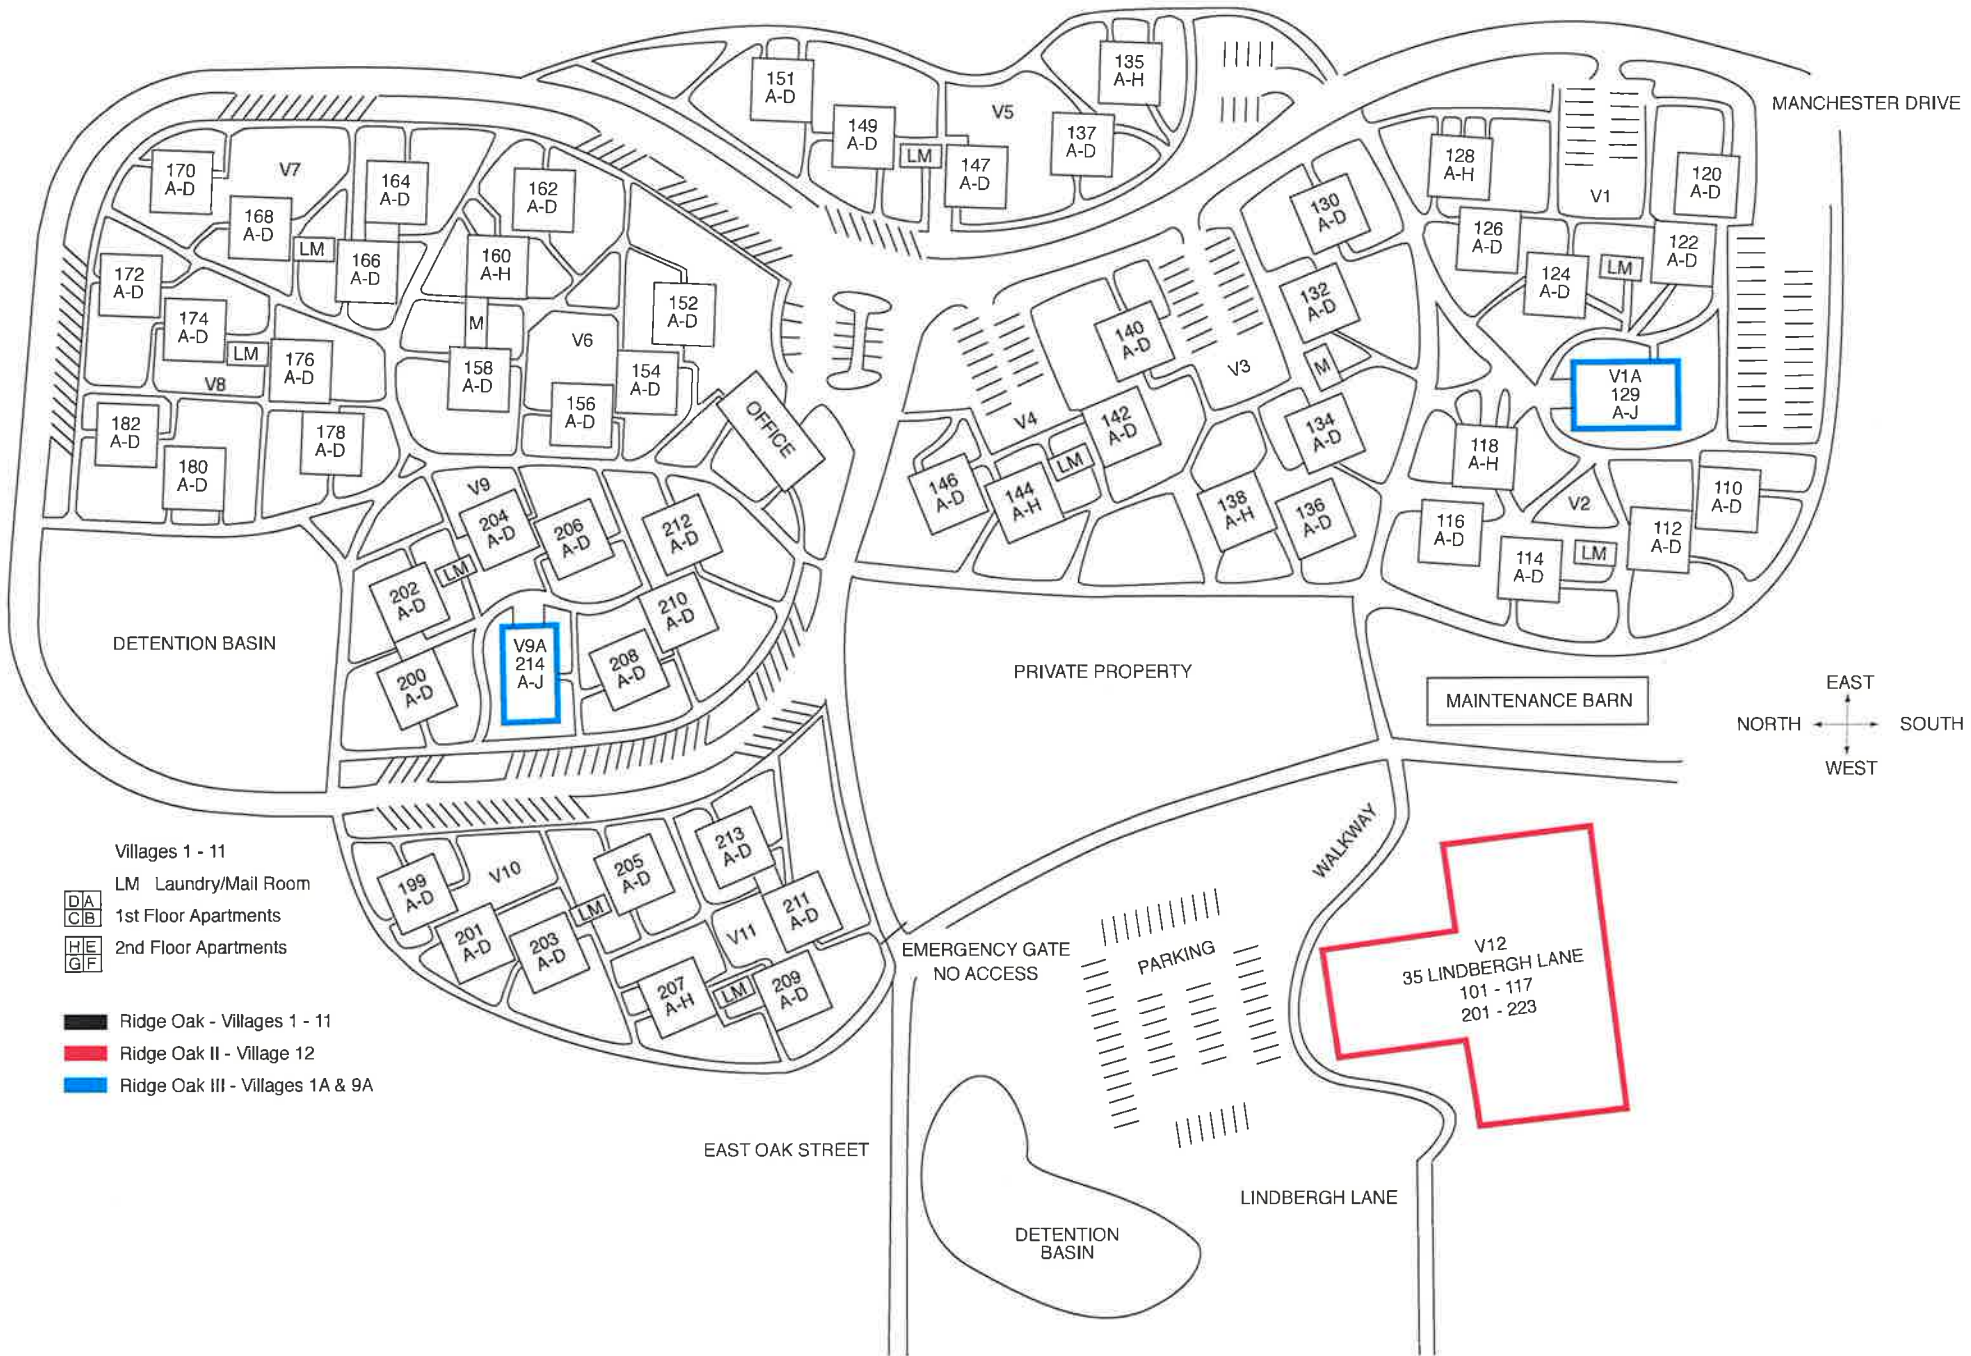 MANCHESTER DRIVE
151
A-D
149
A-D
LM
147
A-D
V5
135
A-H
137
A-D
170
A-D
V7
168
A-D
LM
164
A-D
166
A-D
162
A-D
160
A-H
M
158
A-D
V6
152
A-D
154
A-D
156
A-D
OFFICE
172
A-D
174
A-D
LM
176
A-D
V8
182
A-D
180
A-D
178
A-D
130
A-D
132
A-D
M
V3
134
A-D
136
A-D
138
A-H
140
A-D
142
A-D
LM
V4
144
A-H
146
A-D
128
A-H
V1
120
A-D
126
A-D
124
A-D
LM
122
A-D
V1A
129
A-J
118
A-H
116
A-D
114
A-D
LM
V2
112
A-D
110
A-D
V9
204
A-D
206
A-D
212
A-D
LM
202
A-D
210
A-D
200
A-D
V9A
214
A-J
208
A-D
DETENTION BASIN
PRIVATE PROPERTY
MAINTENANCE BARN
EAST
NORTH
SOUTH
WEST
199
A-D
V10
201
A-D
203
A-D
LM
205
A-D
213
A-D
211
A-D
V11
207
A-H
LM
209
A-D
WALKWAY
EMERGENCY GATE
NO ACCESS
PARKING
V12
35 LINDBERGH LANE
101 - 117
201 - 223
EAST OAK STREET
LINDBERGH LANE
DETENTION
BASIN
Villages 1 - 11
LM Laundry/Mail Room
D A
C B 1st Floor Apartments
H E
G F 2nd Floor Apartments
Ridge Oak - Villages 1 - 11
Ridge Oak II - Village 12
Ridge Oak III - Villages 1A & 9A